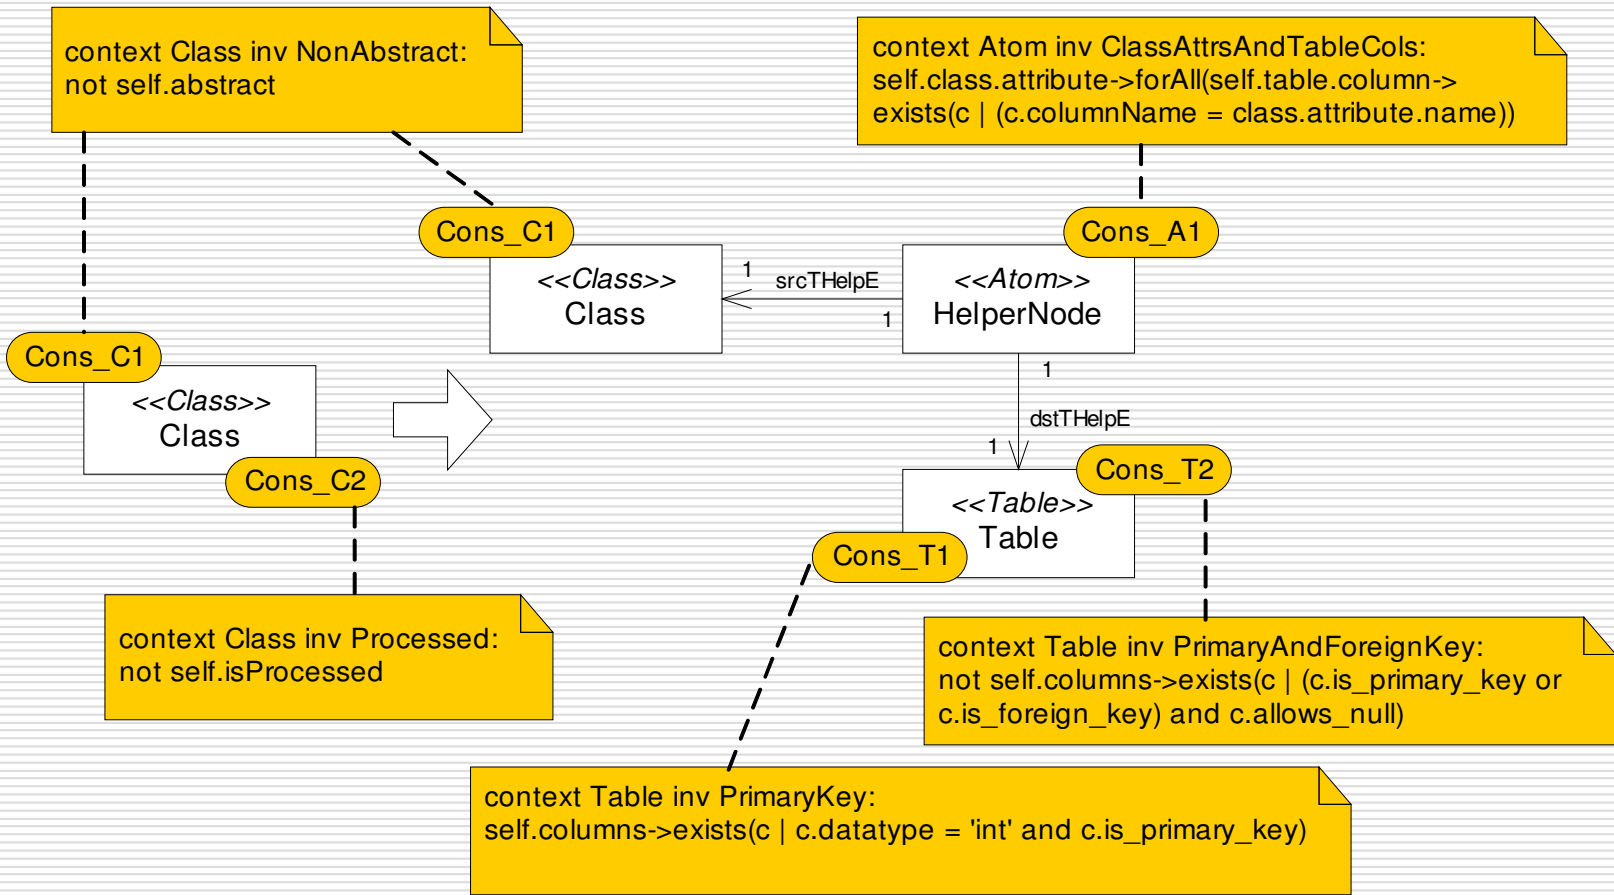 context Class inv NonAbstract:
not self.abstract
context Atom inv ClassAttrsAndTableCols:
self.class.attribute->forAll(self.table.column->
exists(c | (c.columnName = class.attribute.name))
Cons_C1
Cons_A1
<<Class>>
Class
1
srcTHelpE
1
<<Atom>>
HelperNode
Cons_C1
<<Class>>
Class
Cons_C2
1
dstTHelpE
1
Cons_T2
<<Table>>
Table
Cons_T1
context Class inv Processed:
not self.isProcessed
context Table inv PrimaryAndForeignKey:
not self.columns->exists(c | (c.is_primary_key or
c.is_foreign_key) and c.allows_null)
context Table inv PrimaryKey:
self.columns->exists(c | c.datatype = 'int' and c.is_primary_key)